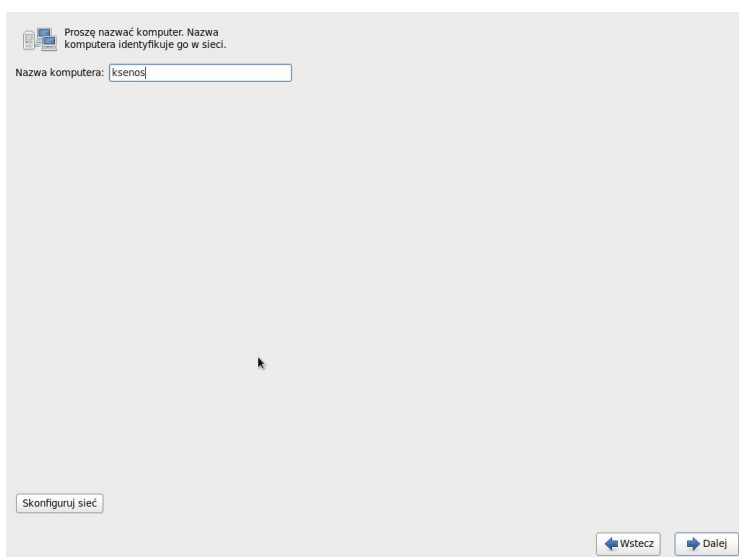 Proszę nazwać komputer. Nazwa
komputera identyfikuje go w sieci.
Nazwa komputera: ksenos
Skonfiguruj sieć
Wstecz
Dalej